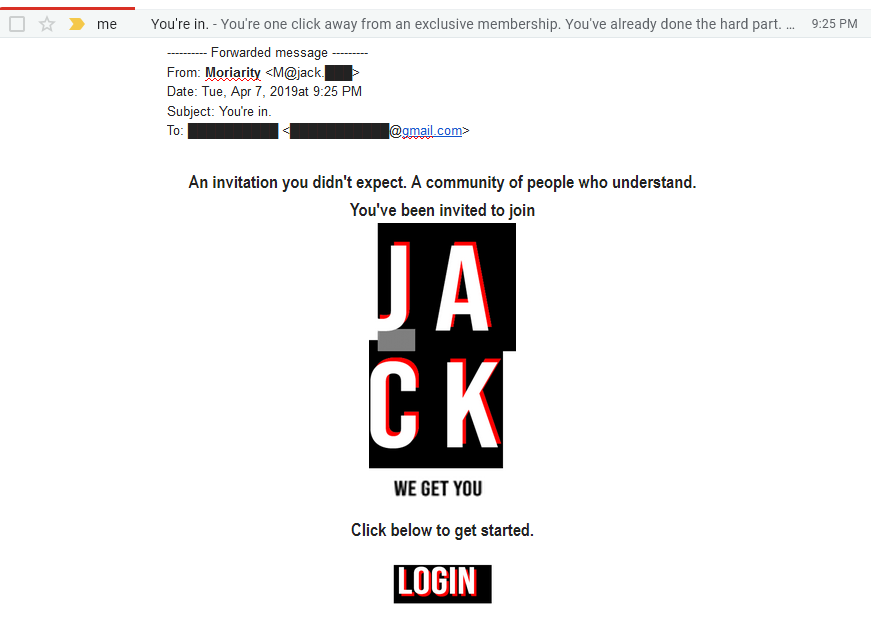 me You're in. - You're one click away from an exclusive membership. You've already done the hard part. ... 9:25 PM
---------- Forwarded message ---------
From: Moriarity <M@jack.>
Date: Tue, Apr 7, 2019at 9:25 PM
Subject: You're in.
To: <@gmail.com>
An invitation you didn't expect. A community of people who understand.
You've been invited to join
JA
CK
WE GET YOU
Click below to get started.
LOGIN